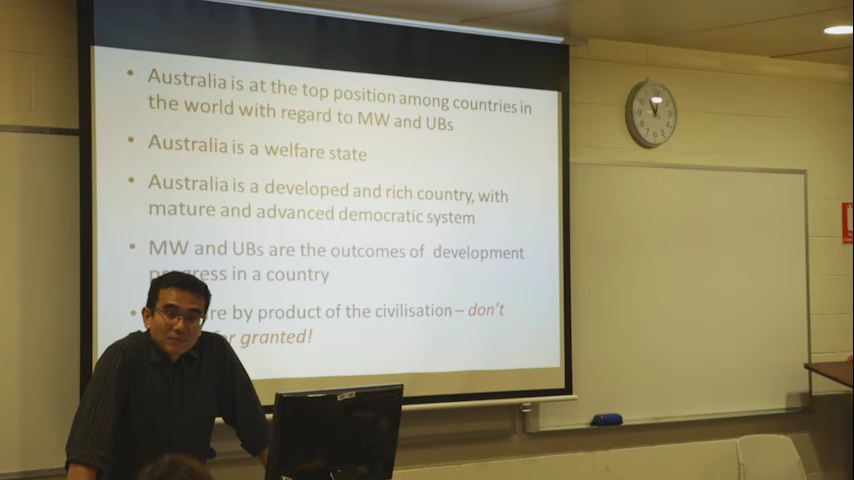 • Australia is at the top position among countries in
the world with regard to MW and UBs
• Australia is a welfare state
• Australia is a developed and rich country, with
mature and advanced democratic system
• MW and UBs are the outcomes of development
progress in a country
• by product of the civilisation – don't
granted!